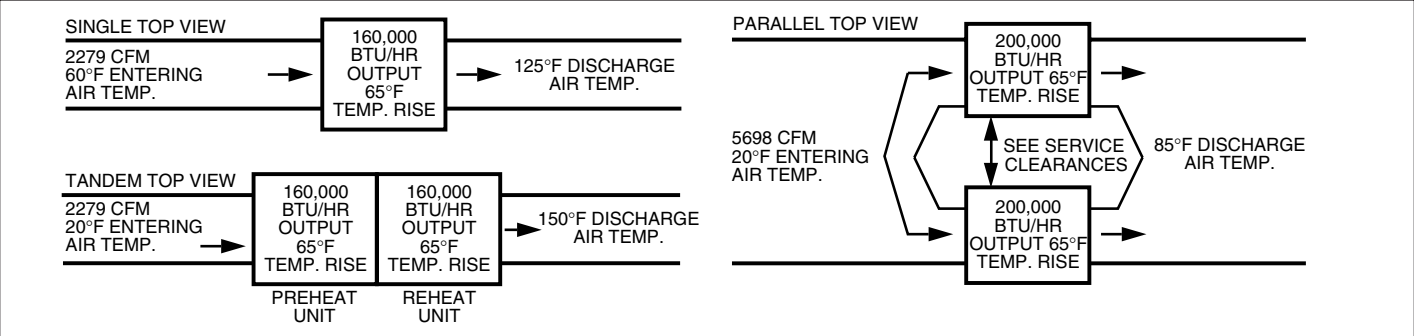 SINGLE TOP VIEW
2279 CFM
60°F ENTERING
AIR TEMP.
160,000
BTU/HR
OUTPUT
65°F
TEMP. RISE
125°F DISCHARGE
AIR TEMP.
TANDEM TOP VIEW
2279 CFM
20°F ENTERING
AIR TEMP.
160,000
BTU/HR
OUTPUT
65°F
TEMP. RISE
PREHEAT
UNIT
160,000
BTU/HR
OUTPUT
65°F
TEMP. RISE
REHEAT
UNIT
150°F DISCHARGE
AIR TEMP.
PARALLEL TOP VIEW
5698 CFM
20°F ENTERING
AIR TEMP.
200,000
BTU/HR
OUTPUT 65°F
TEMP. RISE
SEE SERVICE
CLEARANCES
200,000
BTU/HR
OUTPUT 65°F
TEMP. RISE
85°F DISCHARGE
AIR TEMP.